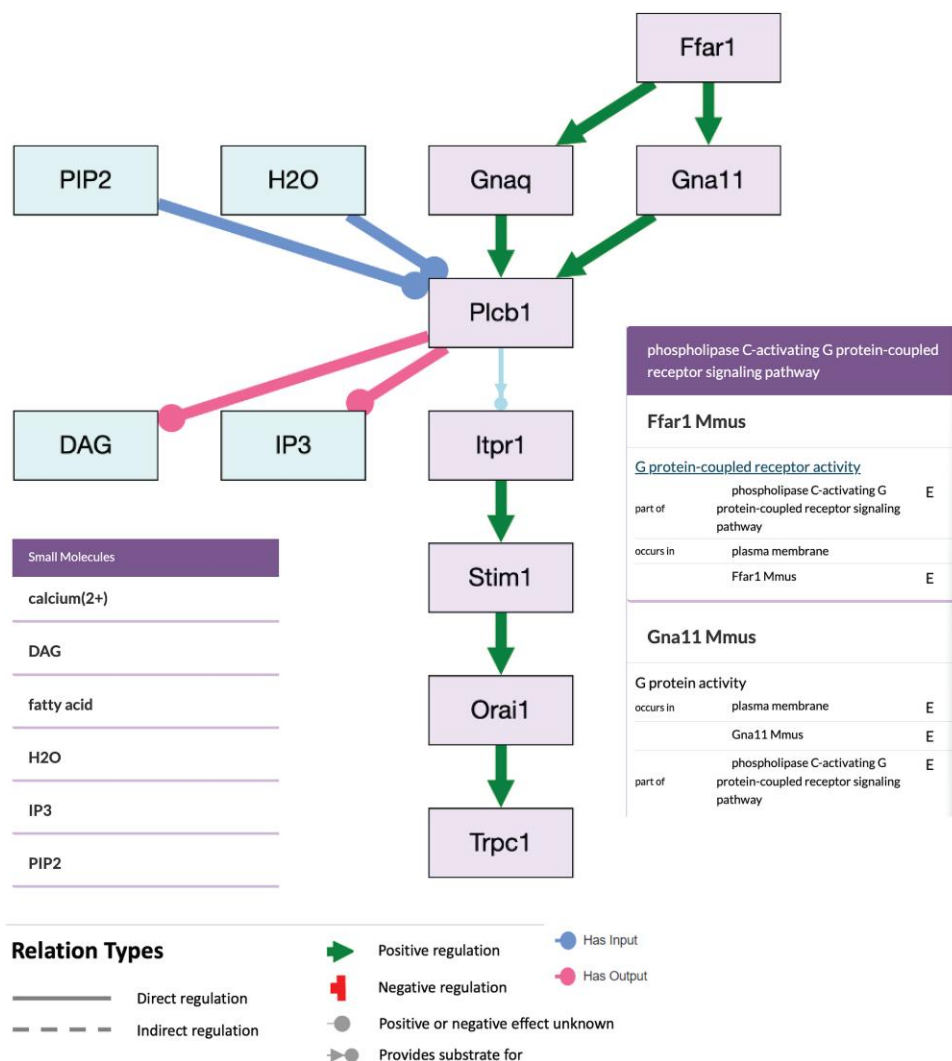 Ffar1
PIP2
H2O
Gnaq
Gna11
Plcb1
DAG
IP3
Itpr1
Stim1
Orai1
Trpc1
Small Molecules
calcium(2+)
DAG
fatty acid
H2O
IP3
PIP2
phospholipase C-activating G protein-coupled
receptor signaling pathway
Ffar1 Mmus
G protein-coupled receptor activity
part of phospholipase C-activating G E
protein-coupled receptor signaling
pathway
occurs in plasma membrane
Ffar1 Mmus E
Gna11 Mmus
G protein activity
occurs in plasma membrane E
Gna11 Mmus E
part of phospholipase C-activating G E
protein-coupled receptor signaling
pathway
Relation Types
Direct regulation
Indirect regulation
Positive regulation
Negative regulation
Positive or negative effect unknown
Provides substrate for
Has Input
Has Output